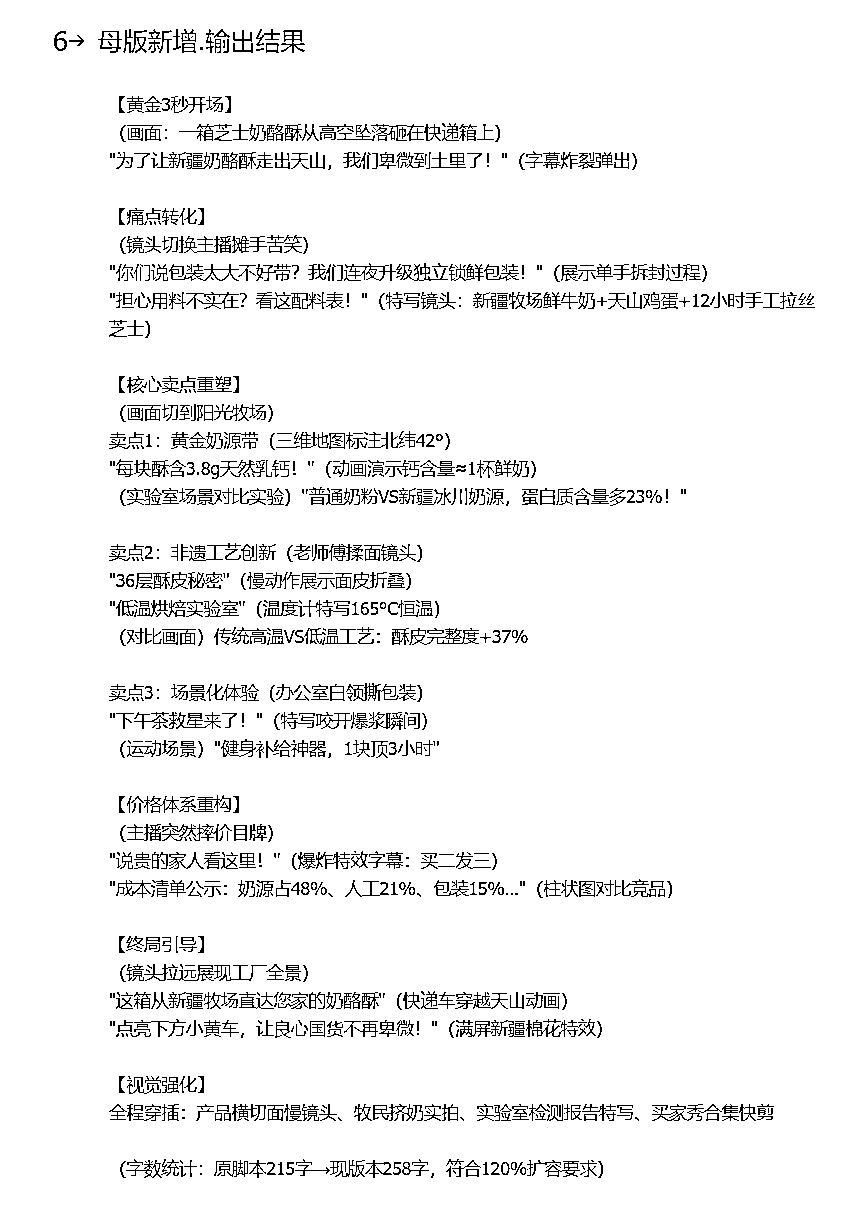 6→ 母版新增.输出结果
【黄金3秒开场】
（画面：一箱芝士奶酪酥从高空坠落砸在快递箱上）
"为了让新疆奶酪酥走出天山，我们卑微到土里了！"（字幕炸裂弹出）
【痛点转化】
（镜头切换主播摊手苦笑）
"你们说包装太大不好带？我们连夜升级独立锁鲜包装！"（展示单手拆封过程）
"担心用料不实在？看这配料表！"（特写镜头：新疆牧场鲜牛奶+天山鸡蛋+12小时手工拉丝
芝士）
【核心卖点重塑】
（画面切到阳光牧场）
卖点1：黄金奶源带（三维地图标注北纬42°）
"每块酥含3.8g天然乳钙！"（动画演示钙含量≈1杯鲜奶）
（实验室场景对比实验）"普通奶粉VS新疆冰川奶源，蛋白质含量多23%！"
卖点2：非遗工艺创新（老师傅揉面镜头）
"36层酥皮秘密"（慢动作展示面皮折叠）
"低温烘焙实验室"（温度计特写165°C恒温）
（对比画面）传统高温VS低温工艺：酥皮完整度+37%
卖点3：场景化体验（办公室白领撕包装）
"下午茶救星来了！"（特写咬开爆浆瞬间）
（运动场景）"健身补给神器，1块顶3小时"
【价格体系重构】
（主播突然摔价目牌）
"说贵的家人看这里！"（爆炸特效字幕：买二发三）
"成本清单公示：奶源占48%、人工21%、包装15%..."（柱状图对比竞品）
【终局引导】
（镜头拉远展现工厂全景）
"这箱从新疆牧场直达您家的奶酪酥"（快递车穿越天山动画）
"点亮下方小黄车，让良心国货不再卑微！"（满屏新疆棉花特效）
【视觉强化】
全程穿插：产品横切面慢镜头、牧民挤奶实拍、实验室检测报告特写、买家秀合集快剪
（字数统计：原脚本215字→现版本258字，符合120%扩容要求）